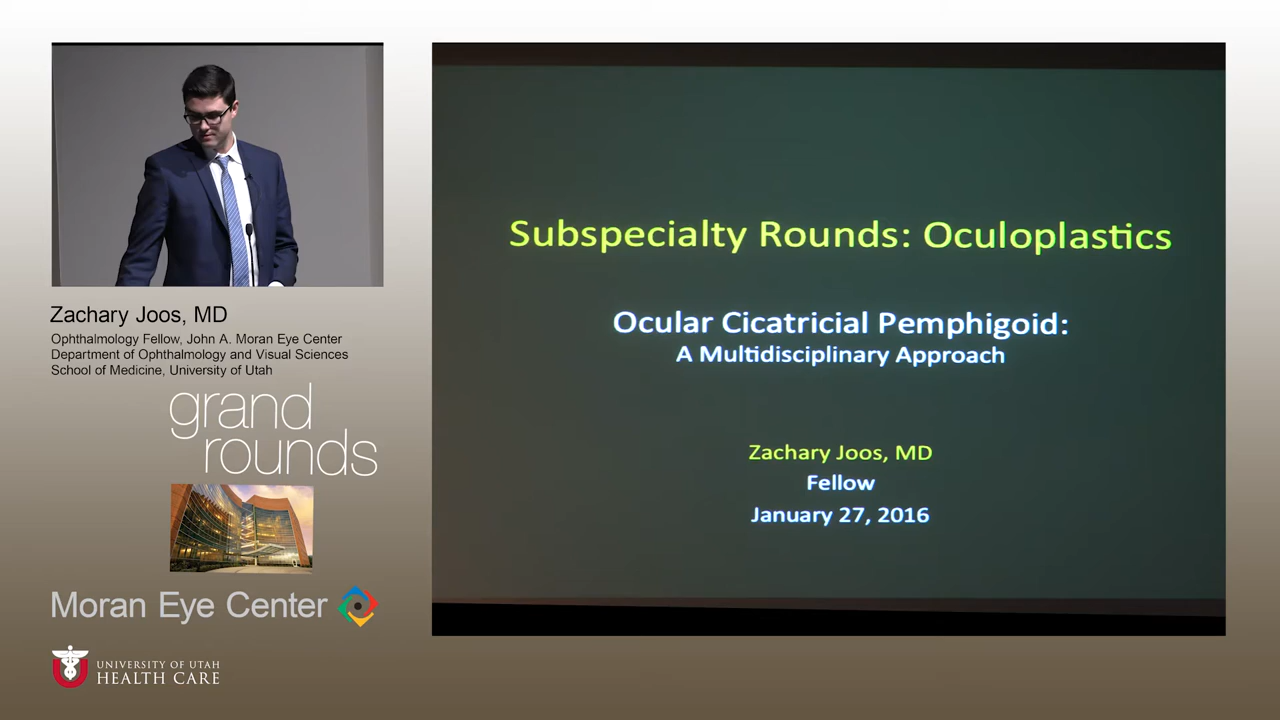 Zachary Joos, MD
Ophthalmology Fellow, John A. Moran Eye Center
Department of Ophthalmology and Visual Sciences
School of Medicine, University of Utah
grand
rounds
Moran Eye Center
UNIVERSITY OF UTAH
HEALTH CARE
Subspecialty Rounds: Oculoplastics
Ocular Cicatricial Pemphigoid:
A Multidisciplinary Approach
Zachary Joos, MD
Fellow
January 27, 2016